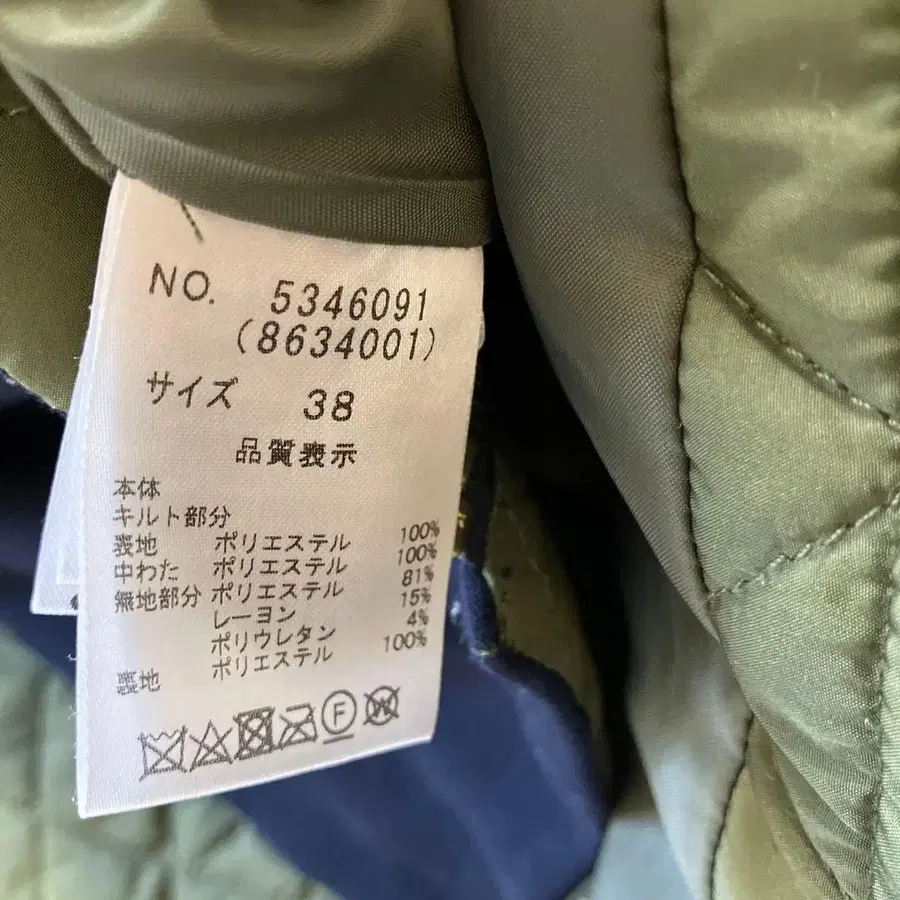 NO. 5346091
(8634001)
サイズ 38
品質表示
本体
キルト部分
表地 ポリエステル 100%
中わた ポリエステル 100%
無地部分 ポリエステル 81%
レーヨン 15%
ポリウレタン 4%
裏地 ポリエステル 100%
F W